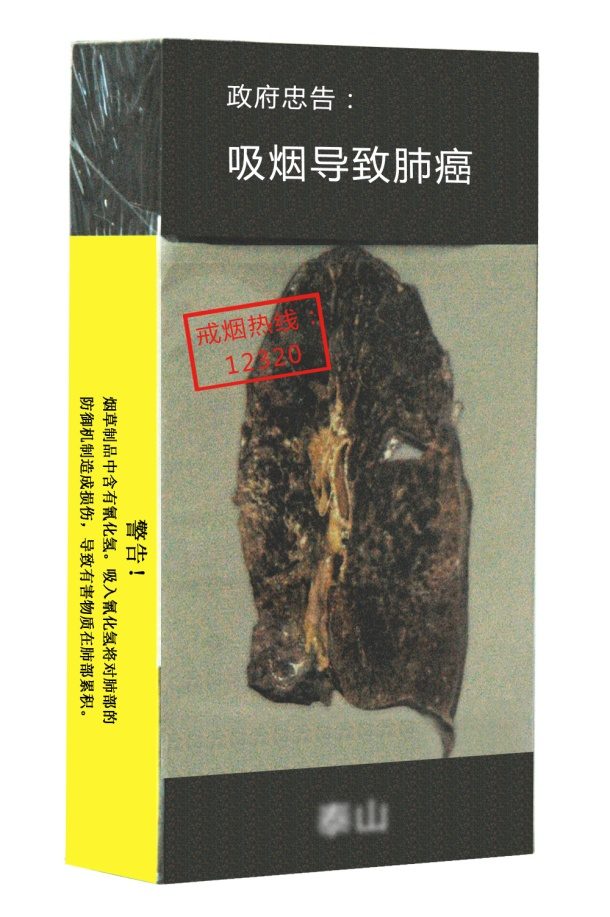 政府忠告：
吸烟导致肺癌
戒烟热线：
12320
警告！
烟草制品中含有氰化氢。吸入氰化氢将对肺部的
防御机制造成损伤，导致有害物质在肺部累积。
泰山